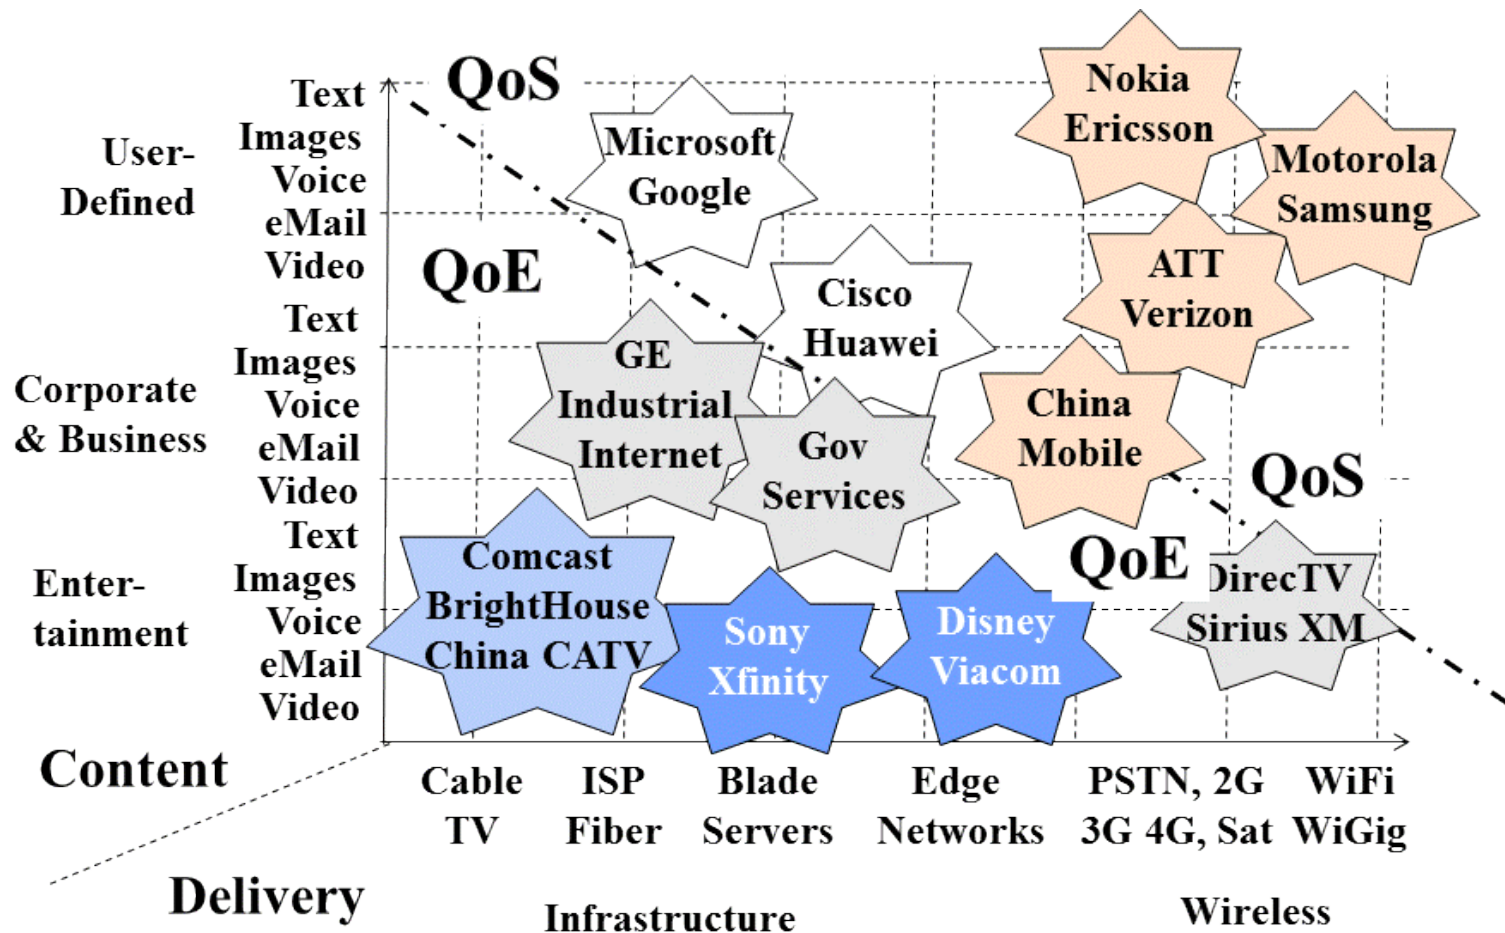 QoS
Text
Images
Voice
eMail
Video
User-
Defined
QoE
Microsoft
Google
Nokia
Ericsson
Motorola
Samsung
ATT
Verizon
Cisco
Huawei
Text
Images
Voice
eMail
Video
Corporate
& Business
GE
Industrial
Internet
Gov
Services
China
Mobile
QoS
QoE
Text
Images
Voice
eMail
Video
Enter-
tainment
Comcast
BrightHouse
China CATV
Sony
Xfinity
Disney
Viacom
DirecTV
Sirius XM
Content
Cable
TV
ISP
Fiber
Blade
Servers
Edge
Networks
PSTN, 2G
3G 4G, Sat
WiFi
WiGig
Delivery
Infrastructure
Wireless